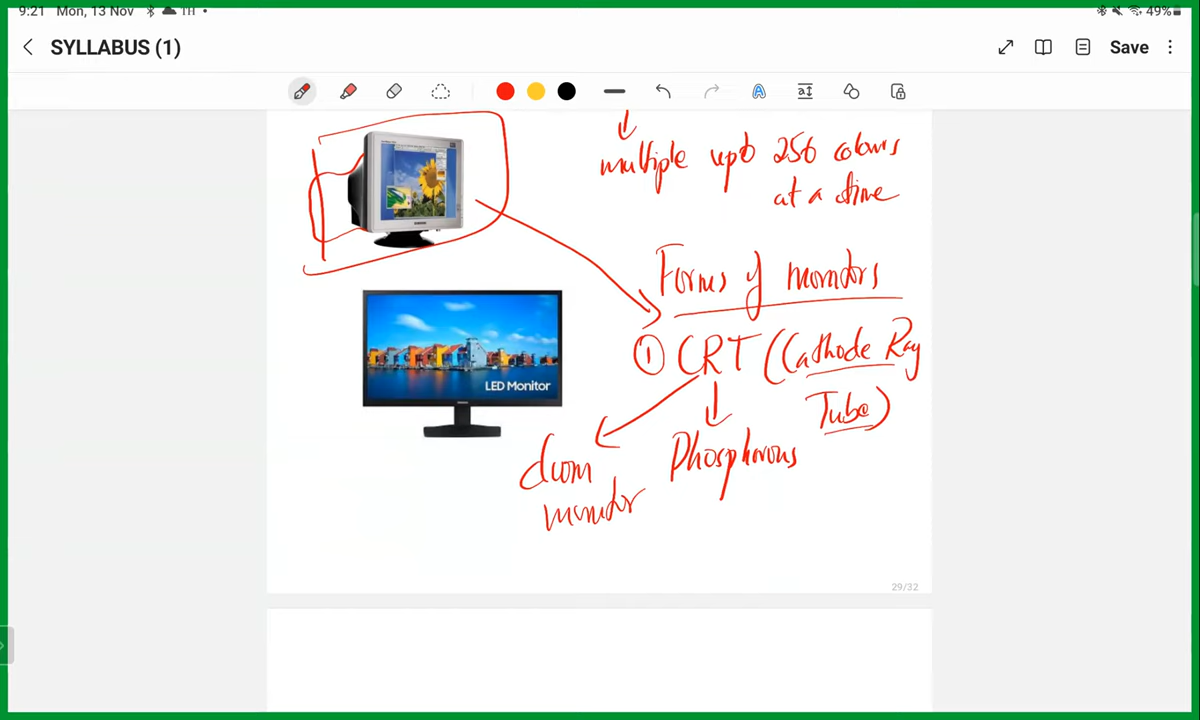 9:21 Mon, 13 Nov TH •
49%
SYLLABUS (1)
Save
multiple upto 256 colours
at a time
Forms of monitors
① CRT (Cathode Ray
Tube)
LED Monitor
Phosphorous
monitor
29/32